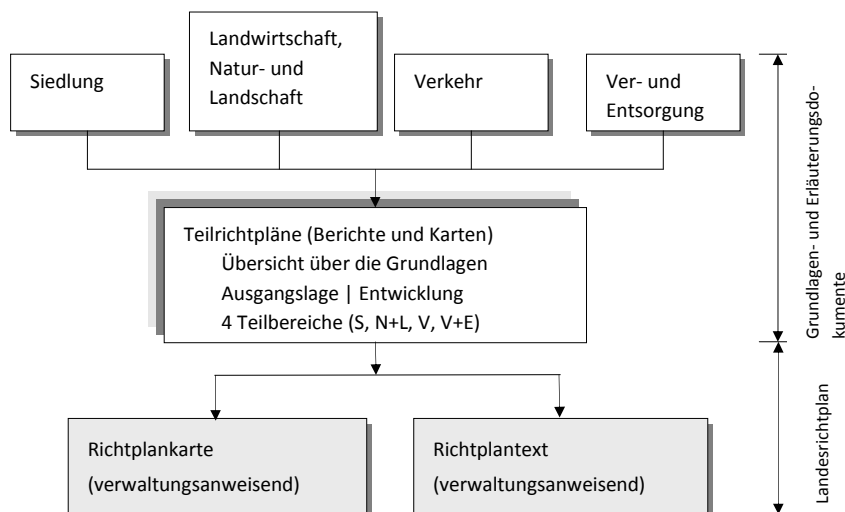 Siedlung
Landwirtschaft,
Natur- und
Landschaft
Verkehr
Ver- und
Entsorgung
Teilrichtpläne (Berichte und Karten)
Übersicht über die Grundlagen
Ausgangslage | Entwicklung
4 Teilbereiche (S, N+L, V, V+E)
Richtplankarte
(verwaltungsanweisend)
Richtplantext
(verwaltungsanweisend)
Grundlagen- und Erläuterungsdo-
kumente
Landesrichtplan